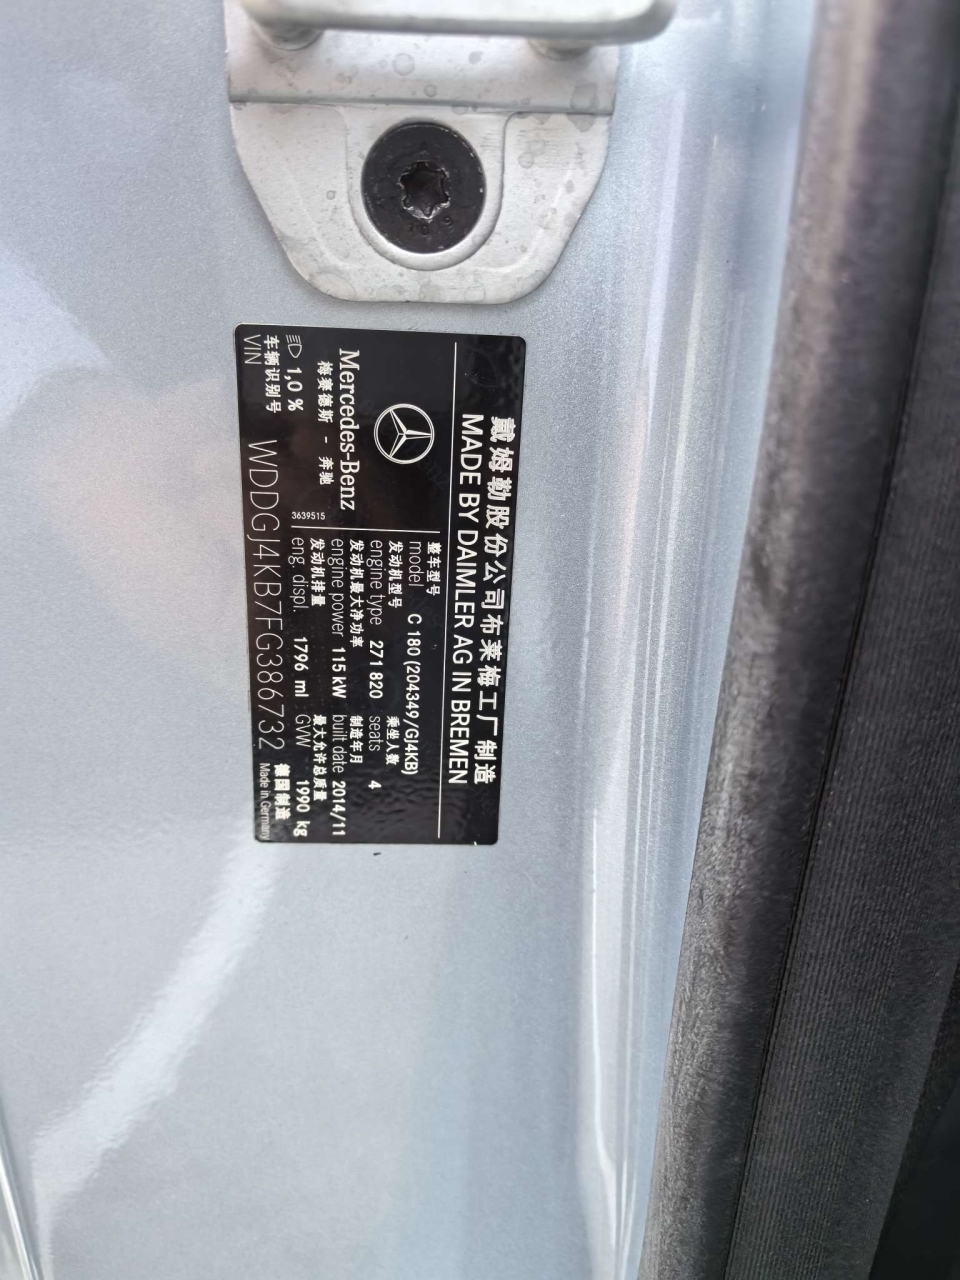 戴姆勒股份公司布莱梅工厂制造
MADE BY DAIMLER AG IN BREMEN
Mercedes-Benz
梅赛德斯 - 奔驰
1,0 %
3639515
整车型号
model C 180 (204349/GJ4KB)
发动机型号 乘坐人数
engine type 271 820 seats 4
发动机最大净功率 制造年月
engine power 115 kW built date 2014/11
发动机排量 最大允许总质量
eng. displ. 1796 ml GVW 1990 kg
车辆识别号 德国制造
VIN WDDGJ4KB7FG386732 Made in Germany